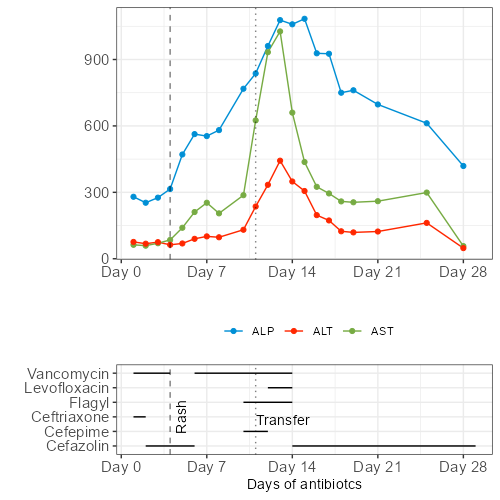 900
600
300
0
Day 0 Day 7 Day 14 Day 21 Day 28
ALP ALT AST
Vancomycin
Levofloxacin
Flagyl
Ceftriaxone
Cefepime
Cefazolin
Rash
Transfer
Day 0 Day 7 Day 14 Day 21 Day 28
Days of antibiotcs